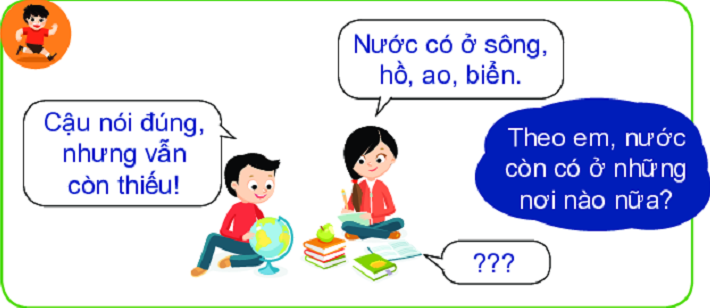 Nước có ở sông,
hồ, ao, biển.
Cậu nói đúng,
nhưng vẫn
còn thiếu!
Theo em, nước
còn có ở những
nơi nào nữa?
???